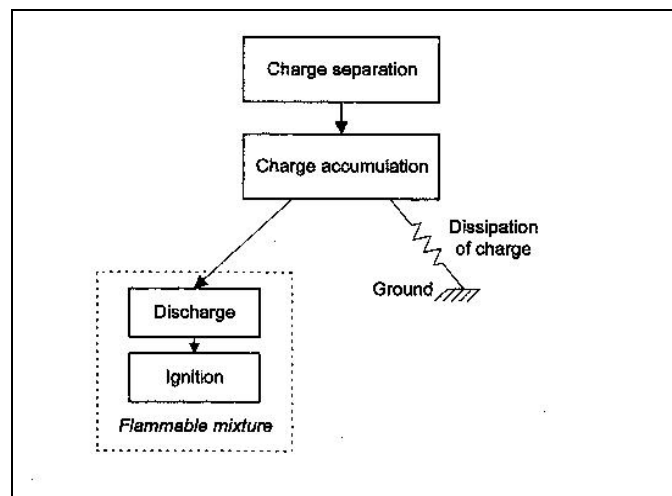 Charge separation
Charge accumulation
Dissipation
of charge
Ground
Discharge
Ignition
Flammable mixture